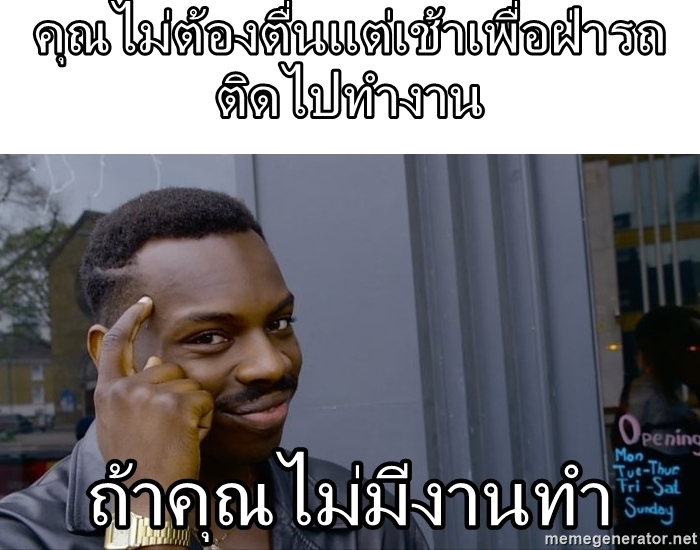 คุณไม่ต้องตื่นแต่เช้าเพื่อฝ่ารถ
ติดไปทำงาน
Opening
Mon
Tue-Thur
Fri-Sat
Sunday
ถ้าคุณไม่มีงานทำ
memegenerator.net